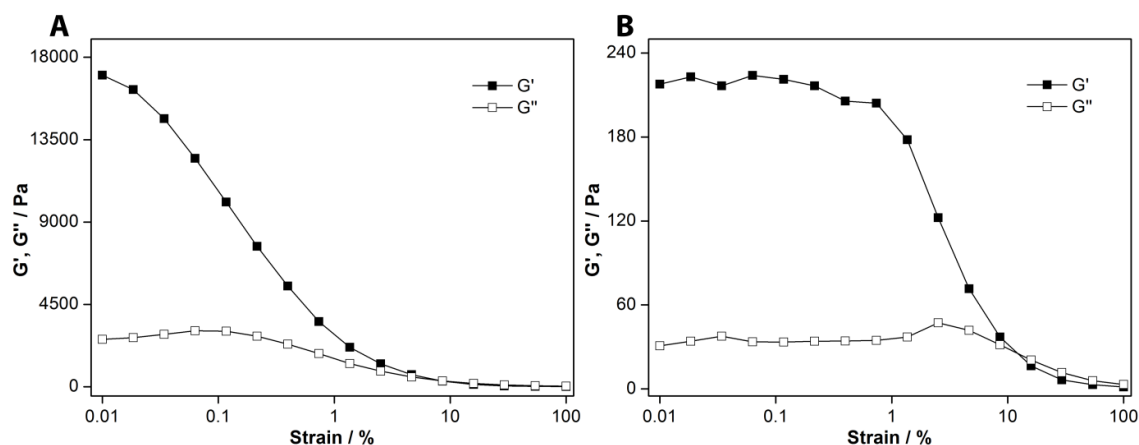 A
G', G'' / Pa
18000
13500
9000
4500
0
G'
G''
0.01 0.1 1 10 100
Strain / %
B
G', G'' / Pa
240
180
120
60
0
G'
G''
0.01 0.1 1 10 100
Strain / %